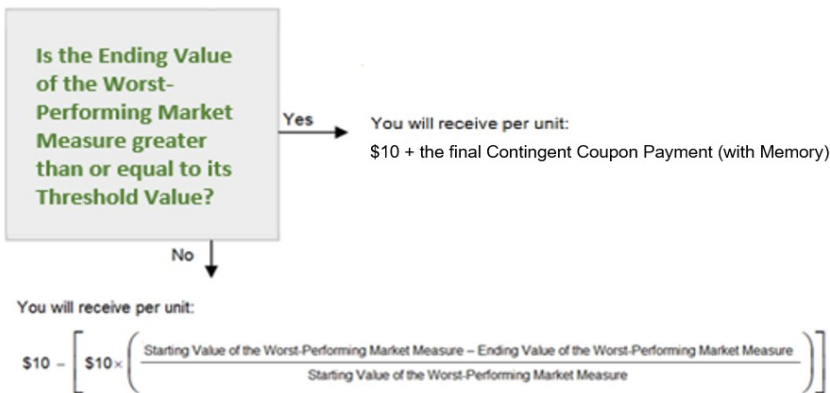 Is the Ending Value
of the Worst-
Performing Market
Measure greater
than or equal to its
Threshold Value?
Yes
You will receive per unit:
$10 + the final Contingent Coupon Payment (with Memory)
No
You will receive per unit:
$10 – [ $10× ( Starting Value of the Worst-Performing Market Measure – Ending Value of the Worst-Performing Market Measure
Starting Value of the Worst-Performing Market Measure ) ]